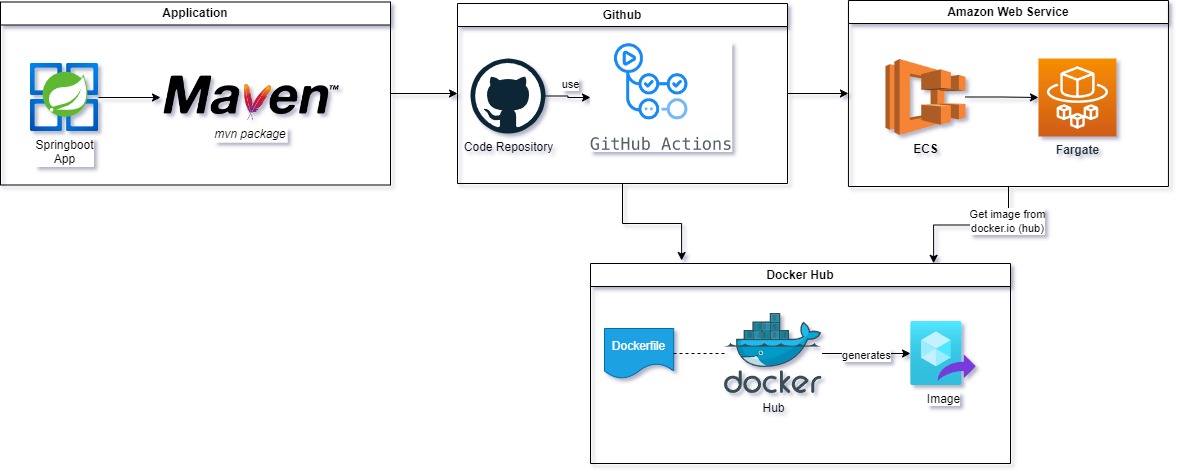 Application
Springboot
App
Maven™
mvn package
Github
Code Repository
use
GitHub Actions
Amazon Web Service
ECS
Fargate
Get image from
docker.io (hub)
Docker Hub
Dockerfile
docker
Hub
generates
Image